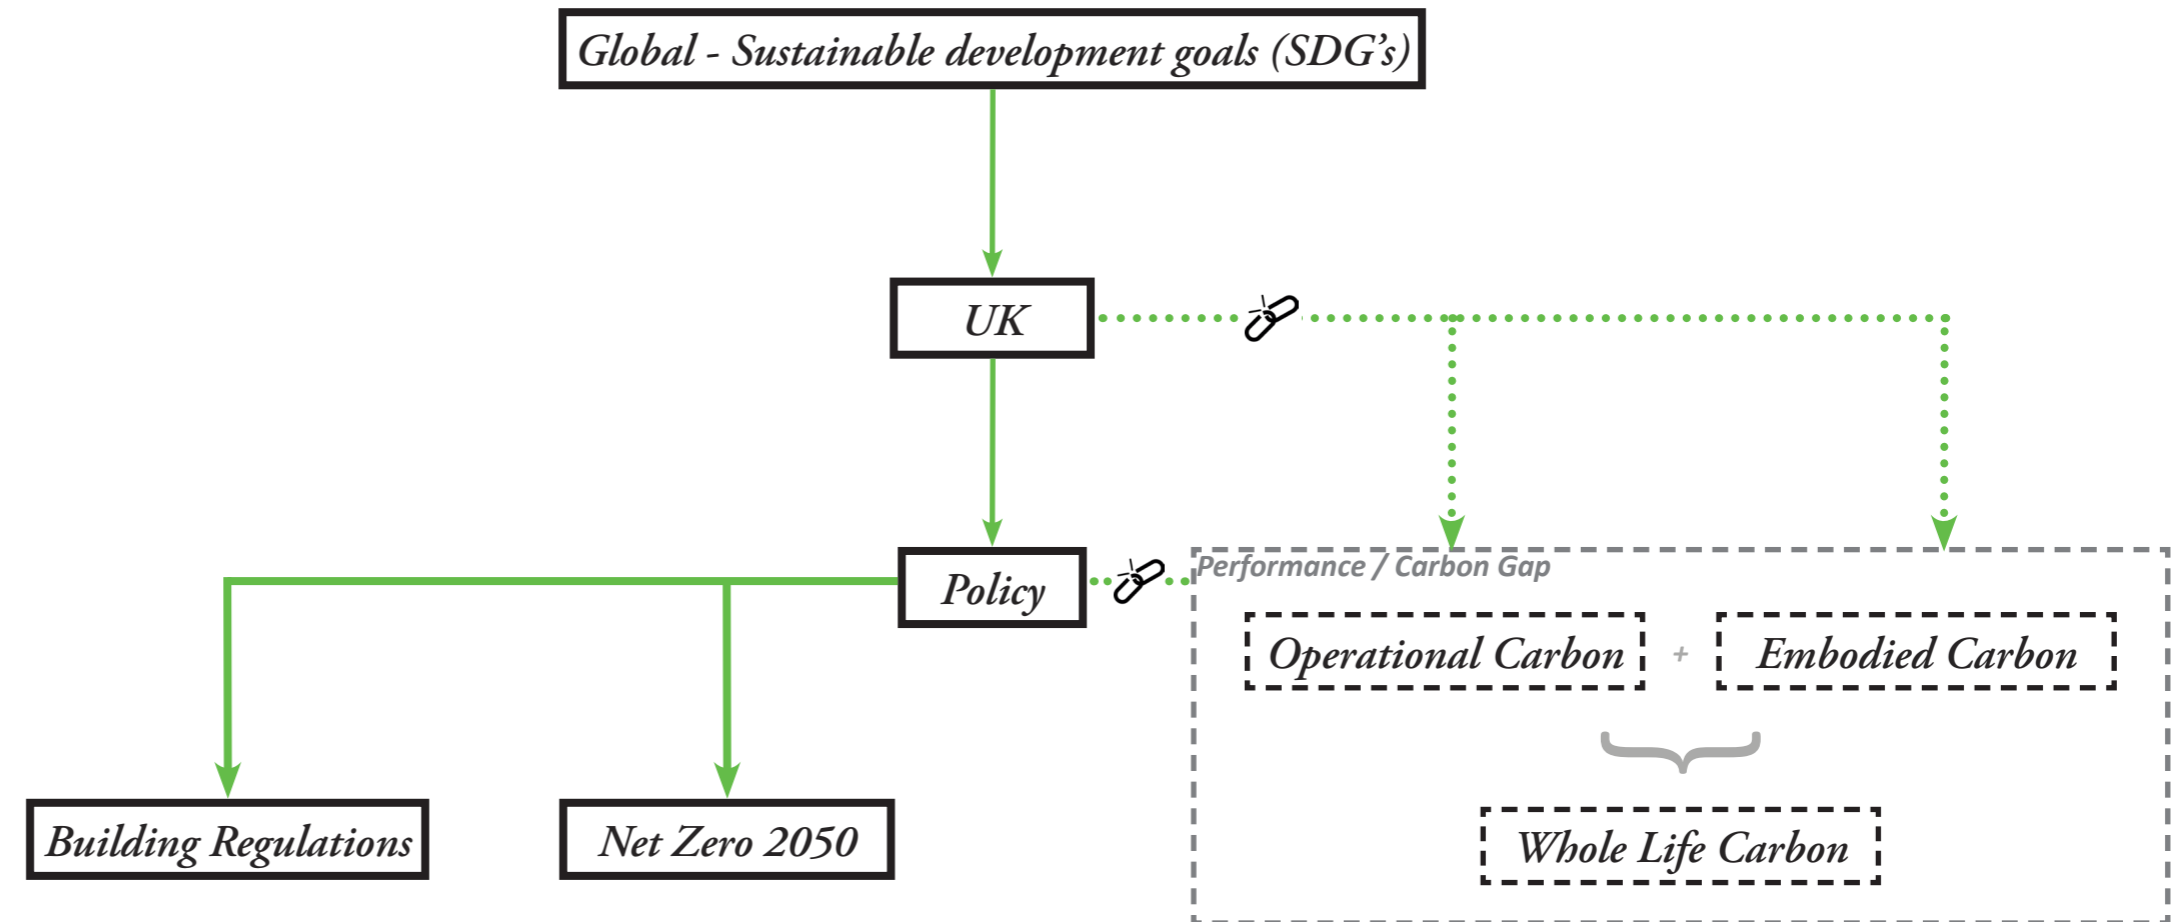 Global - Sustainable development goals (SDG’s)
UK
Policy
Performance / Carbon Gap
Operational Carbon
+
Embodied Carbon
Building Regulations
Net Zero 2050
Whole Life Carbon